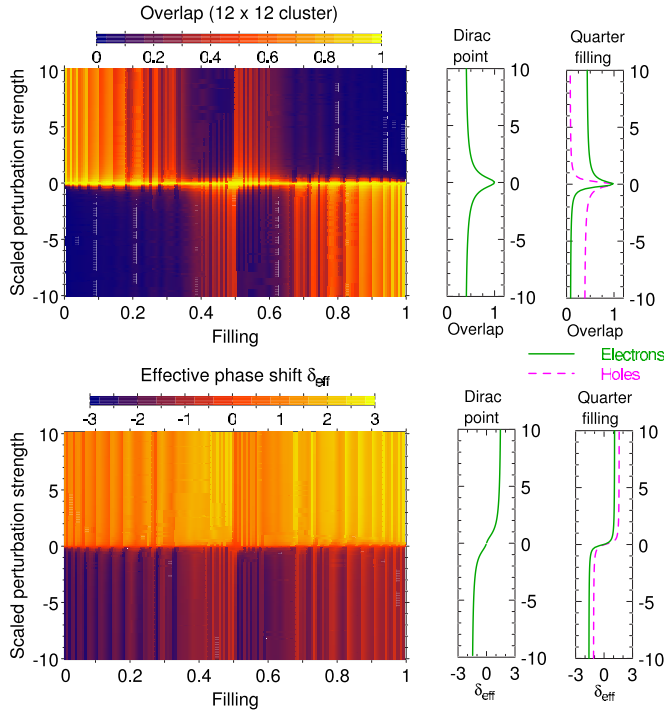 Overlap (12 x 12 cluster)
0 0.2 0.4 0.6 0.8 1
Dirac point
Quarter filling
Scaled perturbation strength
10
5
0
-5
-10
0 0.2 0.4 0.6 0.8 1
Filling
10
5
0
-5
-10
0 1
Overlap
10
5
0
-5
-10
0 1
Overlap
Electrons
Holes
Effective phase shift δeff
-3 -2 -1 0 1 2 3
Dirac point
Quarter filling
Scaled perturbation strength
10
5
0
-5
-10
0 0.2 0.4 0.6 0.8 1
Filling
10
5
0
-5
-10
-3 0 3
δeff
10
5
0
-5
-10
-3 0 3
δeff